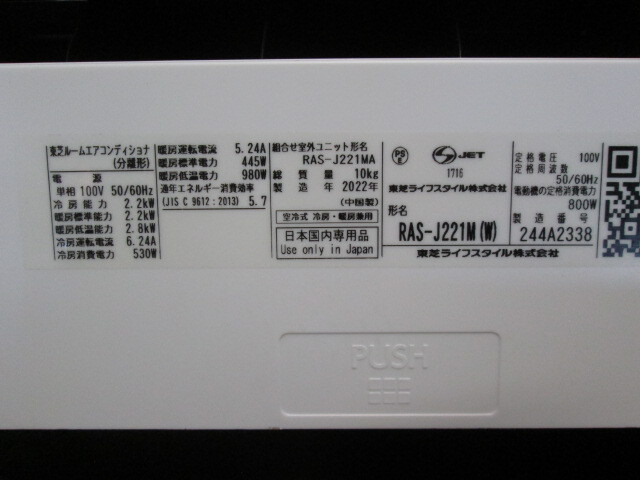 東芝ルームエアコンディショナ
(分離形)
電源
単相 100V 50/60Hz
冷房能力 2.2kW
暖房標準能力 2.2kW
暖房低温能力 2.8kW
冷房運転電流 6.24A
冷房消費電力 530W
暖房運転電流 5.24A
暖房標準電力 445W
暖房低温電力 980W
通年エネルギー消費効率
(JIS C 9612:2013) 5.7
組合せ室外ユニット形名
RAS-J221MA
総質量 10kg
製造年 2022年
(中国製)
空冷式 冷房・暖房兼用
日本国内専用品
Use only in Japan
PS
E
JET
1716
東芝ライフスタイル株式会社
形名
RAS-J221M(W)
定格電圧 100V
定格周波数
50/60Hz
電動機の定格消費電力
800W
製造番号
244A2338
東芝ライフスタイル株式会社
PUSH